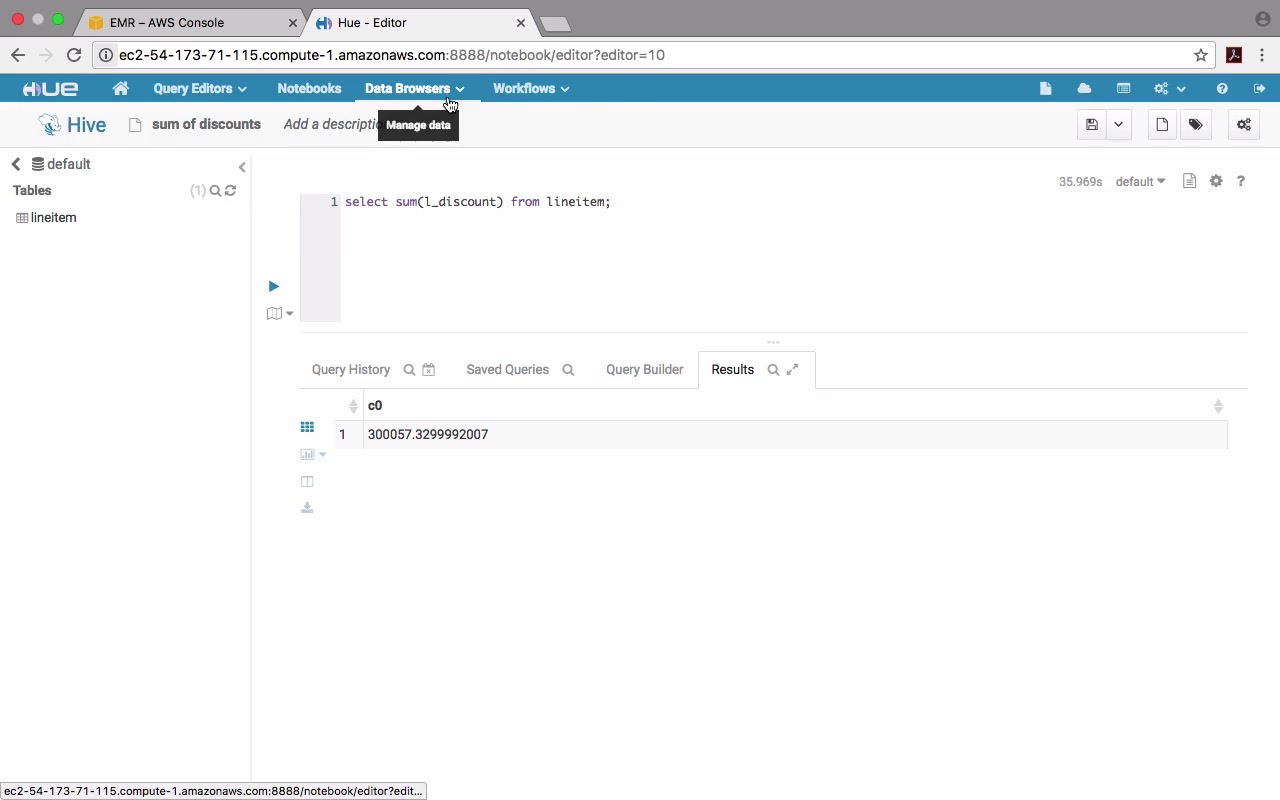 EMR – AWS Console
Hue - Editor
ec2-54-173-71-115.compute-1.amazonaws.com:8888/notebook/editor?editor=10
HUE Query Editors Notebooks Data Browsers Workflows
Hive sum of discounts Add a descriptio
Manage data
default
Tables (1)
lineitem
35.969s default ?
1 select sum(l_discount) from lineitem;
Query History Saved Queries Query Builder Results
c0
1 300057.3299992007
ec2-54-173-71-115.compute-1.amazonaws.com:8888/notebook/editor?edit...